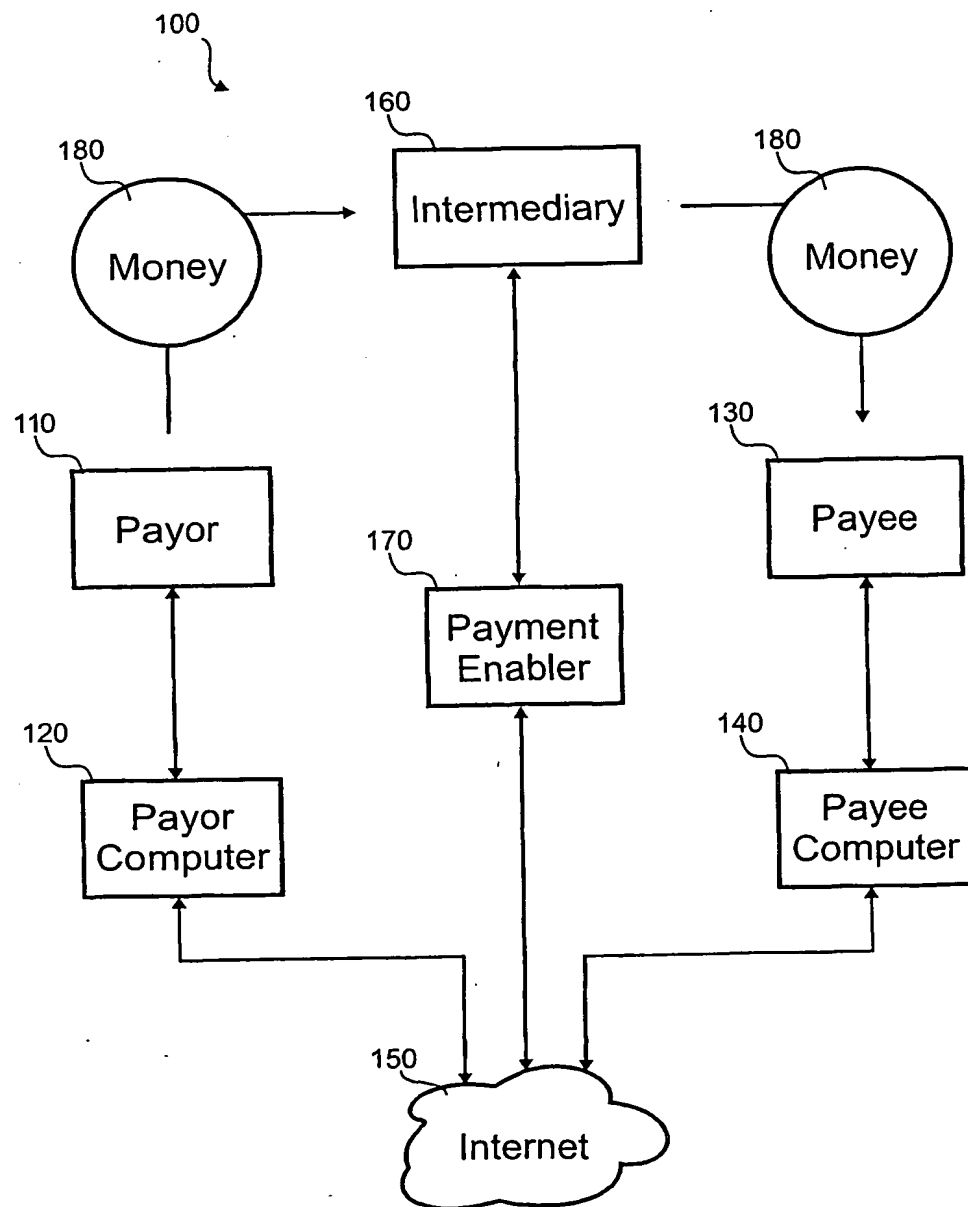 100
160
180
180
Intermediary
Money
Money
110
130
Payor
Payee
170
Payment
Enabler
120
140
Payor
Computer
Payee
Computer
150
Internet